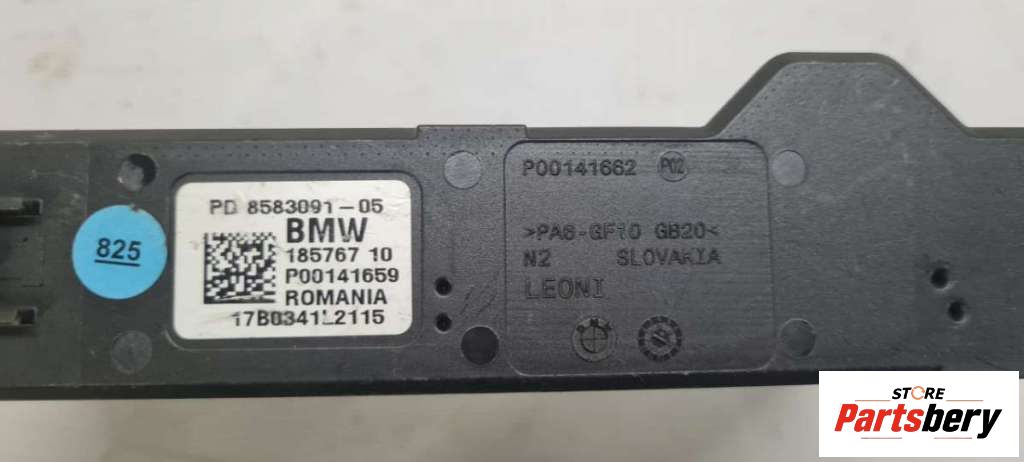 825
PD 8583091-05
BMW
185767 10
P00141659
ROMANIA
17B0341L2115
P00141662 P02
>PA6-GF10 GB20<
N2 SLOVAKIA
LEONI
STORE
Partsbery